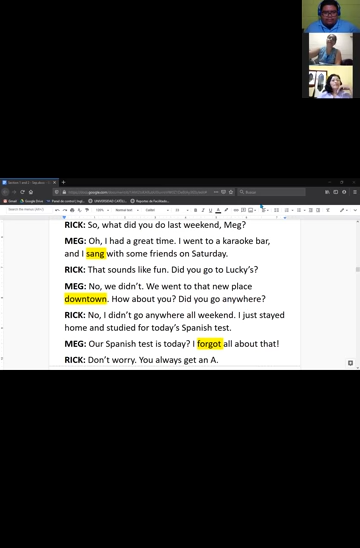 RICK: So, what did you do last weekend, Meg?
MEG: Oh, I had a great time. I went to a karaoke bar,
and I sang with some friends on Saturday.
RICK: That sounds like fun. Did you go to Lucky's?
MEG: No, we didn't. We went to that new place
downtown. How about you? Did you go anywhere?
RICK: No, I didn't go anywhere all weekend. I just stayed
home and studied for today's Spanish test.
MEG: Our Spanish test is today? I forgot all about that!
RICK: Don't worry. You always get an A.